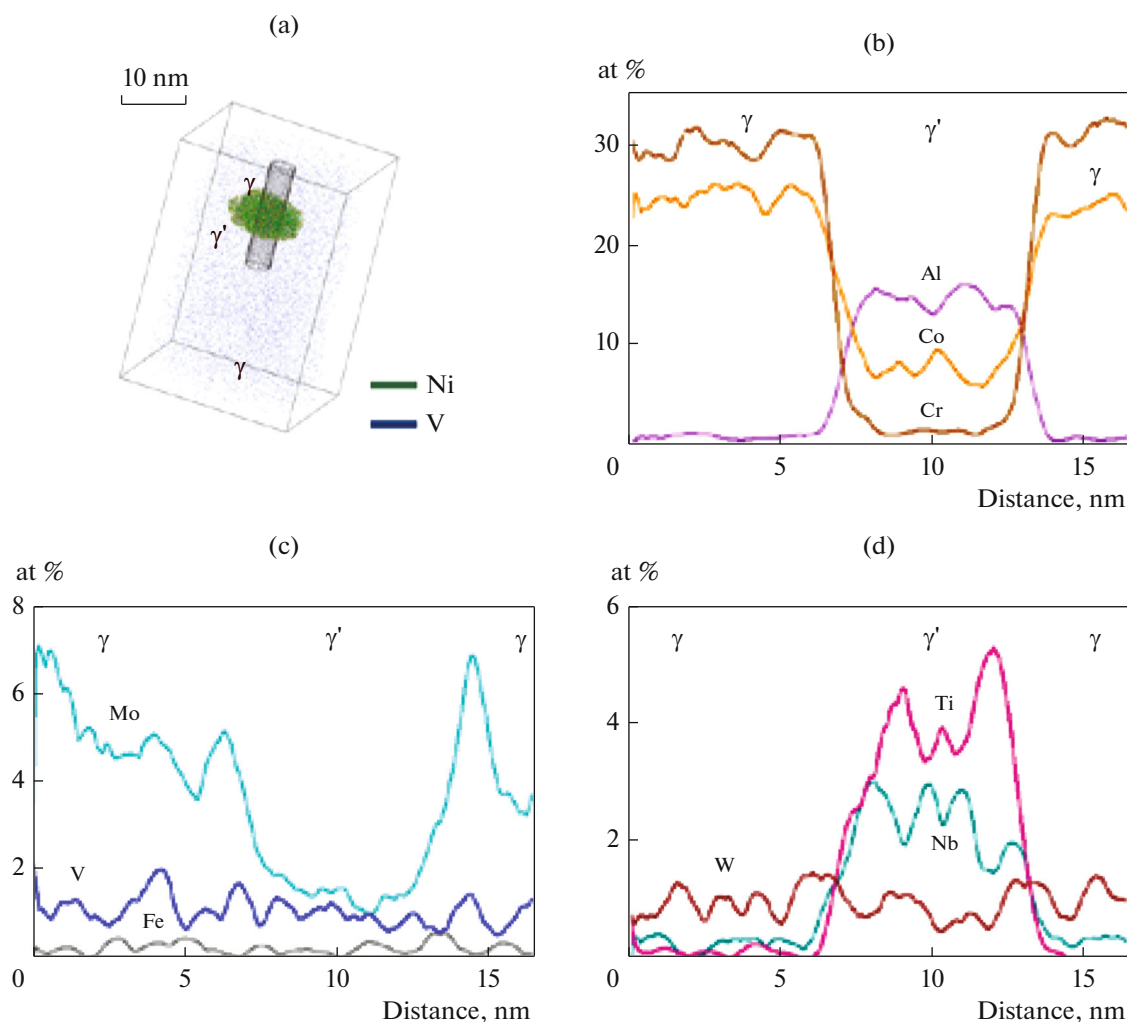 (a)
10 nm
γ
γ'
γ
Ni
V
(b)
at %
γ
γ'
γ
30
20
10
Al
Co
Cr
0
5
10
15
Distance, nm
(c)
at %
8
γ
γ'
γ
6
Mo
4
2
V
Fe
0
5
10
15
Distance, nm
(d)
at %
6
γ
γ'
γ
Ti
4
Nb
2
W
0
5
10
15
Distance, nm